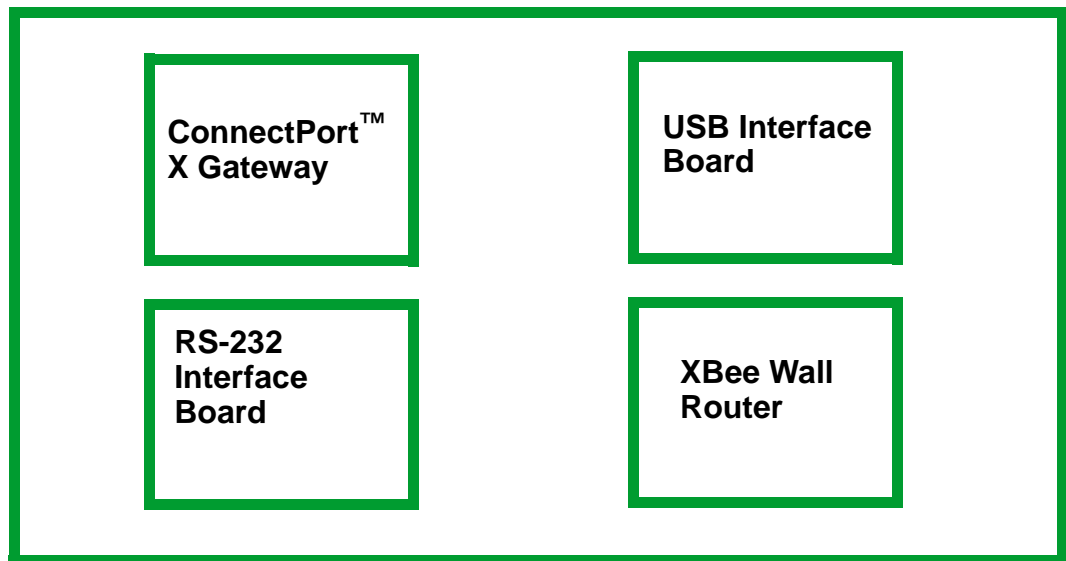 ConnectPort™
X Gateway
USB Interface
Board
RS-232
Interface
Board
XBee Wall
Router